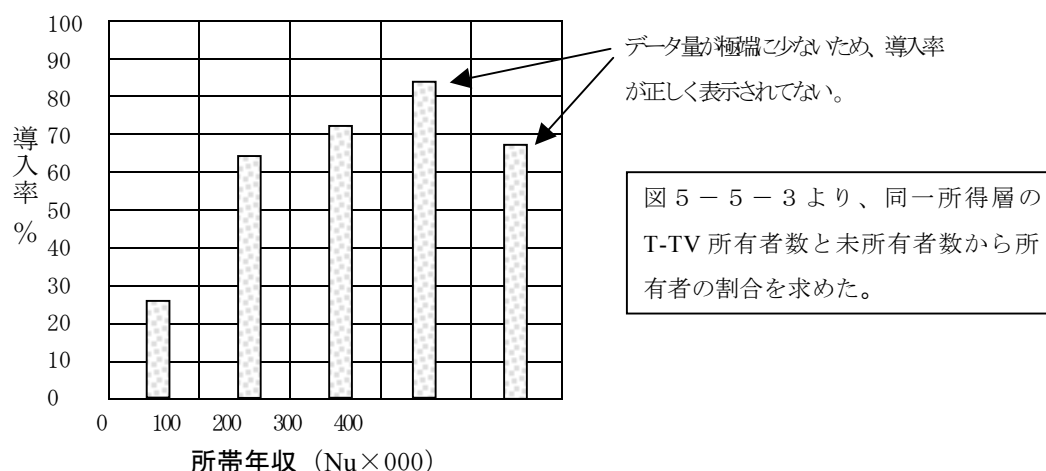 100
90
80
70
60
50
40
30
20
10
0
導入率 %
0 100 200 300 400
所帯年収（Nu×000）
データ量が極端に少ないため、導入率
が正しく表示されてない。
図５－５－３より、同一所得層の
T-TV 所有者数と未所有者数から所
有者の割合を求めた。